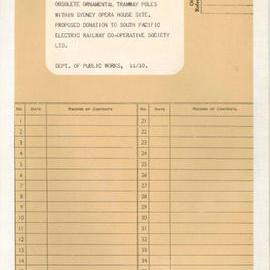 OBSOLETE ORNAMENTAL TRAMWAY POLES
WITHIN SYDNEY OPERA HOUSE SITE.
PROPOSED DONATION TO SOUTH PACIFIC
ELECTRIC RAILWAY CO-OPERATIVE SOCIETY
LTD.
DEPT. OF PUBLIC WORKS, 11/10.
No. DATE RECORD OF CONTENTS No. DATE RECORD OF CONTENTS
1 21
2 22
3 23
4 24
5 25
6 26
7 27
8 28
9 29
10 30
11 31
12 32
13 33
14 34